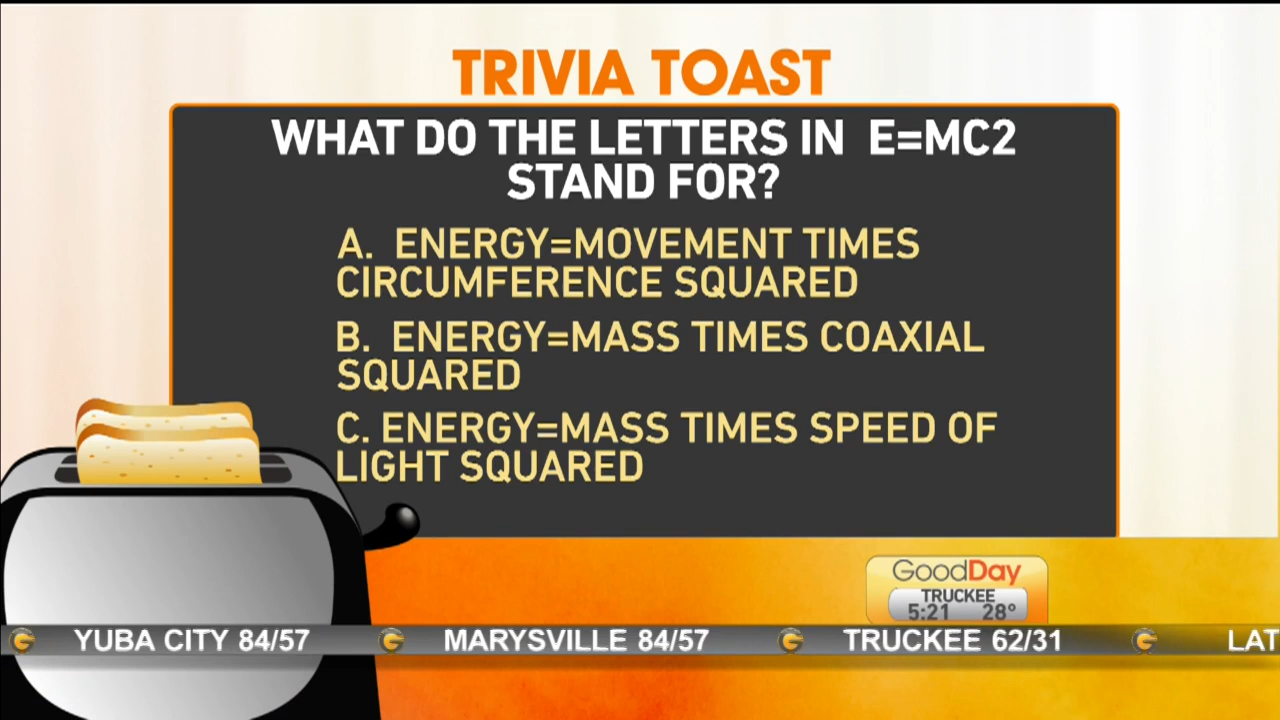 TRIVIA TOAST
WHAT DO THE LETTERS IN E=MC2
STAND FOR?
A. ENERGY=MOVEMENT TIMES
CIRCUMFERENCE SQUARED
B. ENERGY=MASS TIMES COAXIAL
SQUARED
C. ENERGY=MASS TIMES SPEED OF
LIGHT SQUARED
GoodDay
TRUCKEE
5:21 28°
YUBA CITY 84/57 MARYSVILLE 84/57 TRUCKEE 62/31 LAT